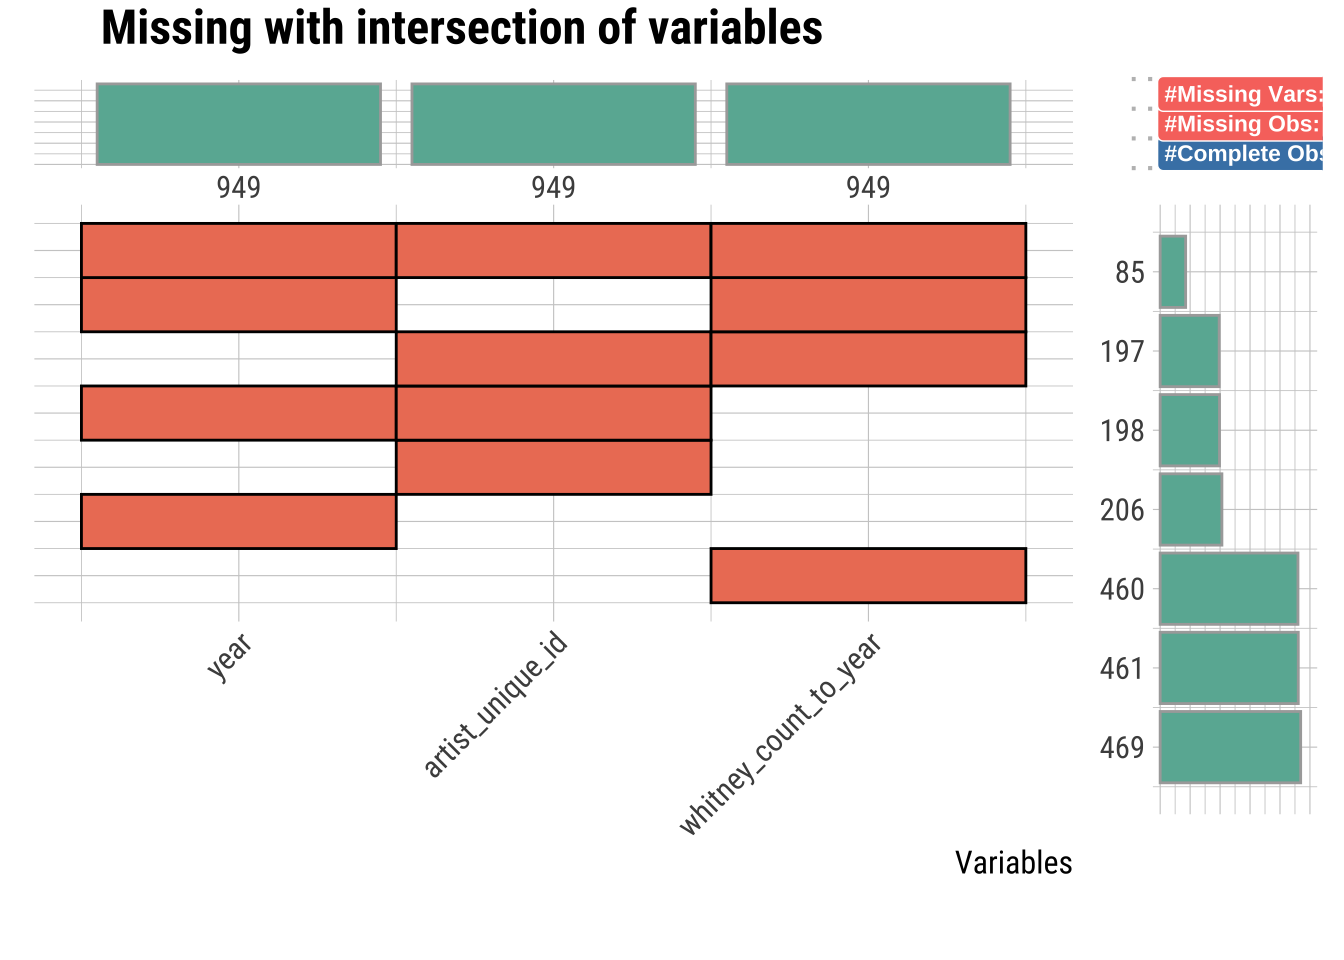 Missing with intersection of variables
#Missing Vars:
#Missing Obs:
#Complete Obs
949 949 949
85
197
198
206
460
461
469
year
artist_unique_id
whitney_count_to_year
Variables